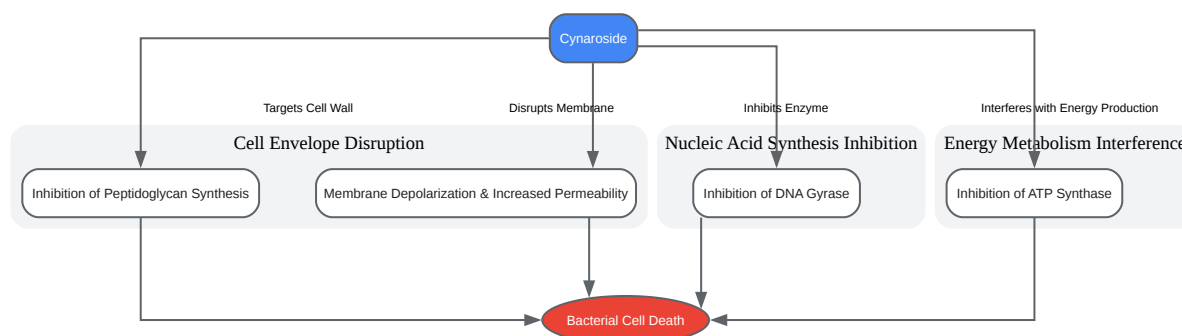 Cynaroside
Targets Cell Wall
Disrupts Membrane
Inhibits Enzyme
Interferes with Energy Production
Cell Envelope Disruption
Nucleic Acid Synthesis Inhibition
Energy Metabolism Interference
Inhibition of Peptidoglycan Synthesis
Membrane Depolarization & Increased Permeability
Inhibition of DNA Gyrase
Inhibition of ATP Synthase
Bacterial Cell Death